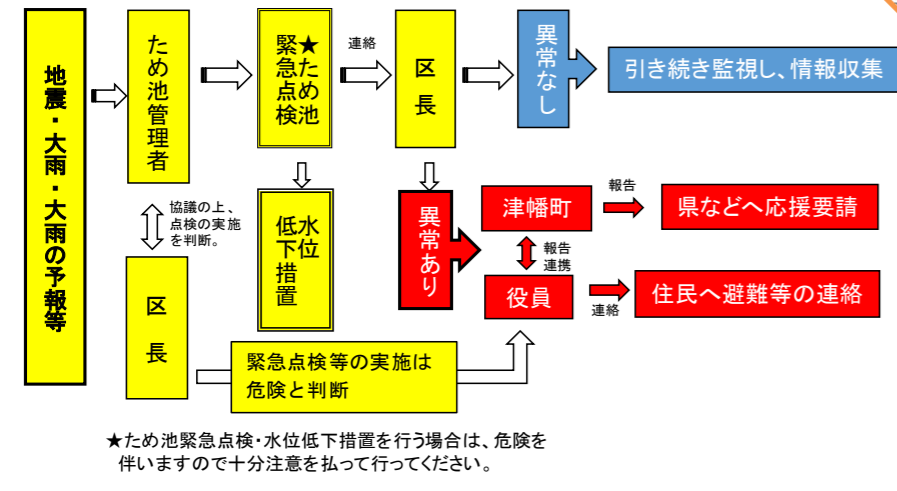 地震・大雨・大雨の予報等
ため池管理者
★ため池
緊急点検
連絡
区長
異常なし
引き続き監視し、情報収集
協議の上、
点検の実施
を判断。
区長
水位
低下措置
異常あり
津幡町
報告
県などへ応援要請
報告
連携
役員
連絡
住民へ避難等の連絡
緊急点検等の実施は
危険と判断
★ため池緊急点検・水位低下措置を行う場合は、危険を
伴いますので十分注意を払って行ってください。